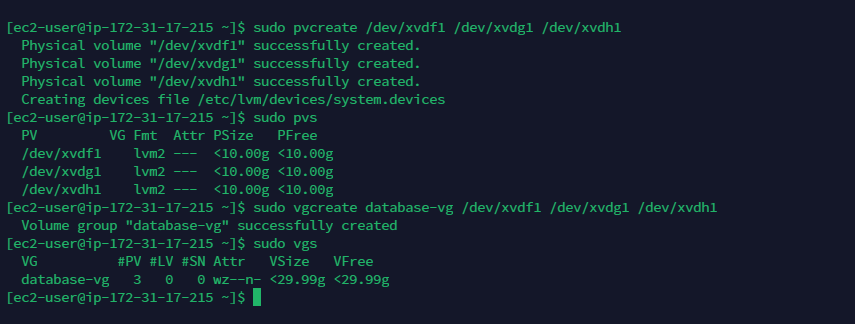 [ec2-user@ip-172-31-17-215 ~]$ sudo pvcreate /dev/xvdf1 /dev/xvdg1 /dev/xvdh1
  Physical volume "/dev/xvdf1" successfully created.
  Physical volume "/dev/xvdg1" successfully created.
  Physical volume "/dev/xvdh1" successfully created.
  Creating devices file /etc/lvm/devices/system.devices
[ec2-user@ip-172-31-17-215 ~]$ sudo pvs
  PV         VG Fmt  Attr PSize   PFree
  /dev/xvdf1    lvm2 ---  <10.00g <10.00g
  /dev/xvdg1    lvm2 ---  <10.00g <10.00g
  /dev/xvdh1    lvm2 ---  <10.00g <10.00g
[ec2-user@ip-172-31-17-215 ~]$ sudo vgcreate database-vg /dev/xvdf1 /dev/xvdg1 /dev/xvdh1
  Volume group "database-vg" successfully created
[ec2-user@ip-172-31-17-215 ~]$ sudo vgs
  VG          #PV #LV #SN Attr   VSize   VFree
  database-vg   3   0   0 wz--n- <29.99g <29.99g
[ec2-user@ip-172-31-17-215 ~]$